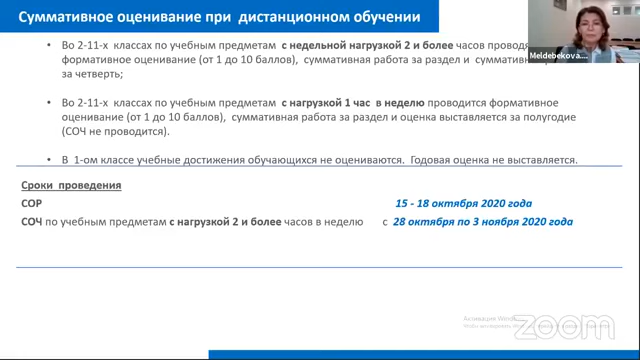 Суммативное оценивание при дистанционном обучении
Meldebekova...
• Во 2-11-х классах по учебным предметам с недельной нагрузкой 2 и более часов
формативное оценивание (от 1 до 10 баллов), суммативная работа за раздел и
за четверть;
• Во 2-11-х классах по учебным предметам с нагрузкой 1 час в неделю проводится формативное
оценивание (от 1 до 10 баллов), суммативная работа за раздел и оценка выставляется за полугодие
(СОЧ не проводится).
• В 1-ом классе учебные достижения обучающихся не оцениваются. Годовая оценка не выставляется.
Сроки проведения
СОР 15 - 18 октября 2020 года
СОЧ по учебным предметам с нагрузкой 2 и более часов в неделю с 28 октября по 3 ноября 2020 года
Активация
zoom